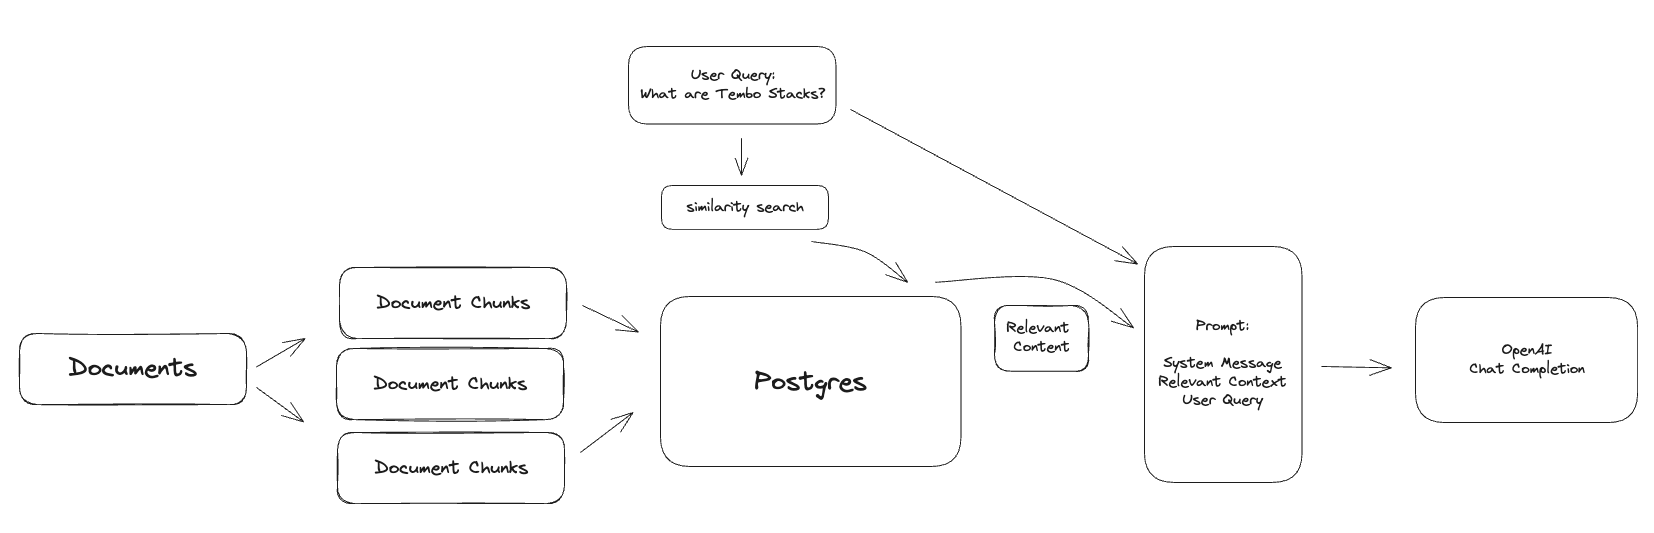 User Query:
What are Tembo Stacks?
similarity search
Document Chunks
Documents
Document Chunks
Document Chunks
Postgres
Relevant
Content
Prompt:
System Message
Relevant Context
User Query
OpenAI
Chat Completion